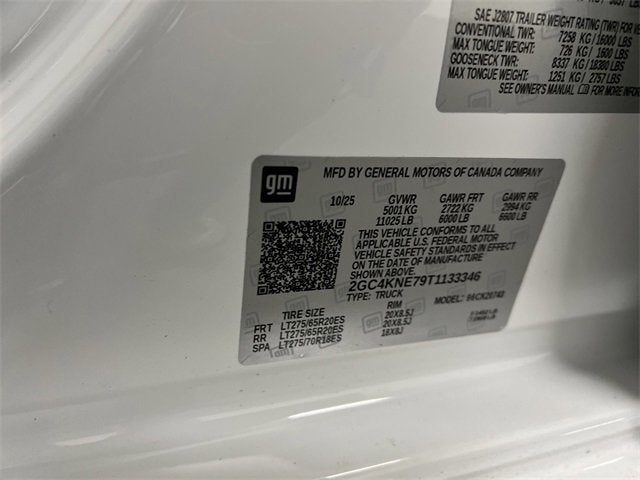 SAE J2807 TRAILER WEIGHT RATING (TWR) FOR
CONVENTIONAL TWR: 7258 KG / 16000 LBS
MAX TONGUE WEIGHT: 726 KG / 1600 LBS
GOOSENECK TWR: 8337 KG / 18380 LBS
MAX TONGUE WEIGHT: 1251 KG / 2757 LBS
SEE OWNER'S MANUAL FOR MORE
gm
MFD BY GENERAL MOTORS OF CANADA COMPANY
10/25 GVWR GAWR FRT GAWR RR
5001 KG 2722 KG 2994 KG
11025 LB 6000 LB 6600 LB
THIS VEHICLE CONFORMS TO ALL
APPLICABLE U.S. FEDERAL MOTOR
VEHICLE SAFETY STANDARDS IN EFFECT
ON THE DATE OF MANUFACTURE
SHOWN ABOVE.
2GC4KNE79T1133346
TYPE: TRUCK MODEL:
TIRE SIZE RIM
FRT LT275/65R20ES 20X8.5J
RR LT275/65R20ES 20X8.5J
SPA LT275/70R18ES 18X8J